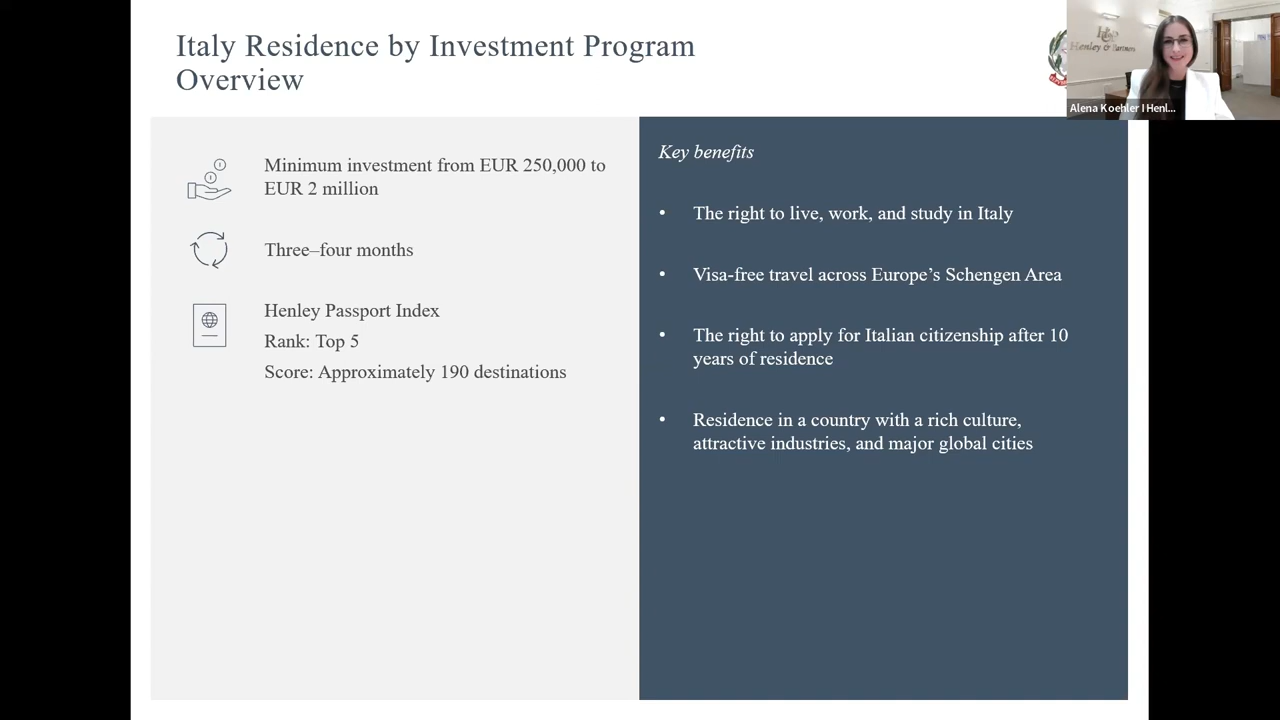 Italy Residence by Investment Program
Overview
Henley & Partners
Alena Koehler I Henl...
Minimum investment from EUR 250,000 to
EUR 2 million
Three–four months
Henley Passport Index
Rank: Top 5
Score: Approximately 190 destinations
Key benefits
• The right to live, work, and study in Italy
• Visa-free travel across Europe’s Schengen Area
• The right to apply for Italian citizenship after 10
years of residence
• Residence in a country with a rich culture,
attractive industries, and major global cities